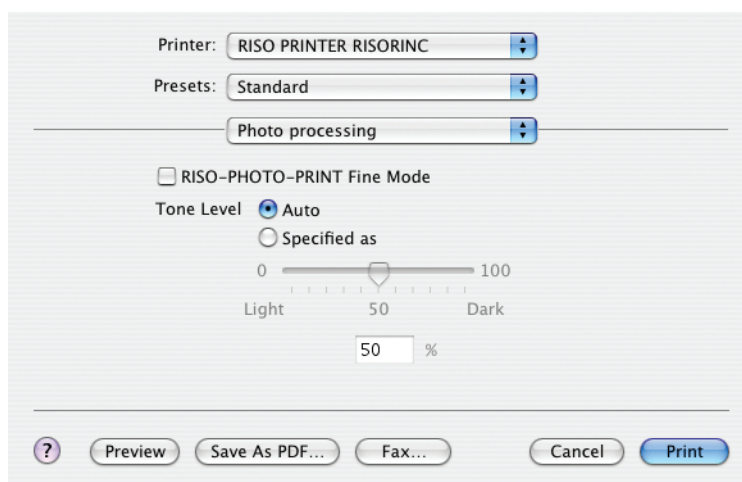 Printer: RISO PRINTER RISORINC
Presets: Standard
Photo processing
RISO-PHOTO-PRINT Fine Mode
Tone Level Auto
Specified as
0 100
Light 50 Dark
50 %
? Preview Save As PDF... Fax... Cancel Print